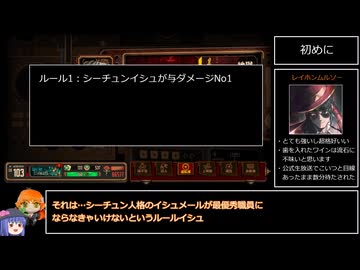 初めに
ルール1：シーチュンイシュが与ダメージNo1
レイホンムルソー
・とても強いし超格好いい
・歯を入れたワインは流石に
不味いと思います
・公式生放送でこいつと目線
あったまま数分待たされた
103
それは…シーチュン人格のイシュメールが最優秀職員に
ならなきゃいけないというルールイシュ